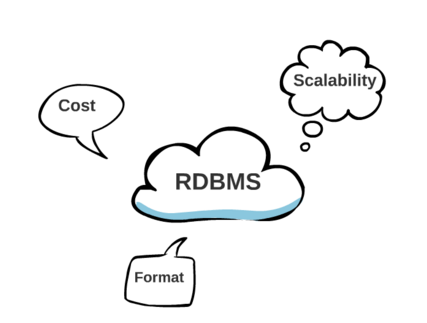 Scalability
Cost
RDBMS
Format